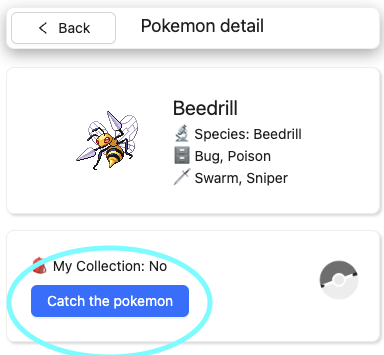 Back
Pokemon detail
Beedrill
Species: Beedrill
Bug, Poison
Swarm, Sniper
My Collection: No
Catch the pokemon